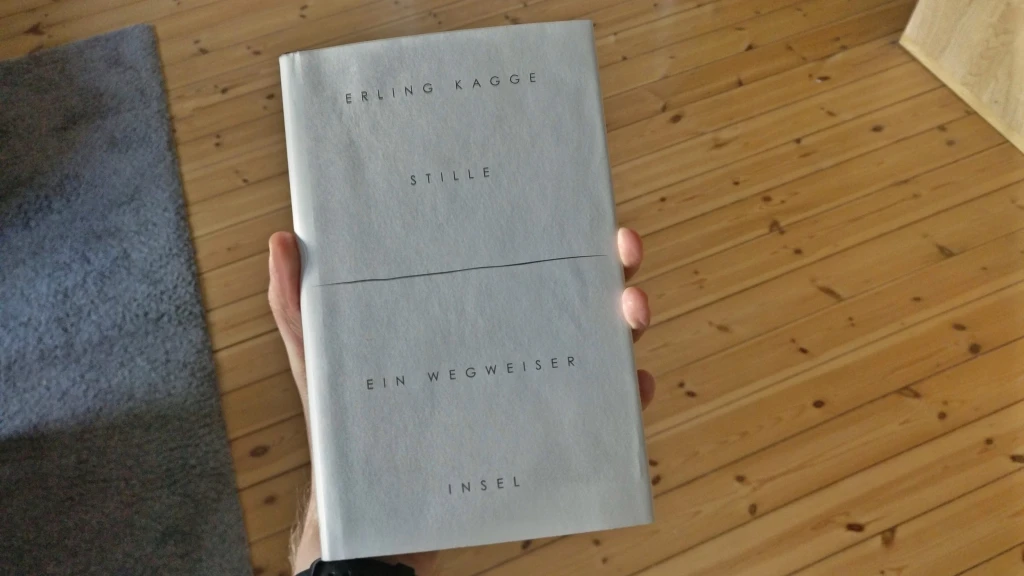 ERLING KAGGE
STILLE
EIN WEGWEISER
INSEL